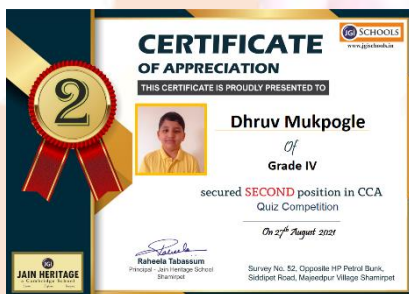 CERTIFICATE
OF APPRECIATION
THIS CERTIFICATE IS PROUDLY PRESENTED TO
JGI SCHOOLS
www.jgischools.in
2
Dhruv Mukpogle
Of
Grade IV
secured SECOND position in CCA
Quiz Competition
On 27th August 2021
Raheela Tabassum
Principal - Jain Heritage School
Shamirpet
Survey No. 52, Opposite HP Petrol Bunk,
Siddipet Road, Majeedpur Village Shamirpet
JGI
JAIN HERITAGE
a Cambridge School